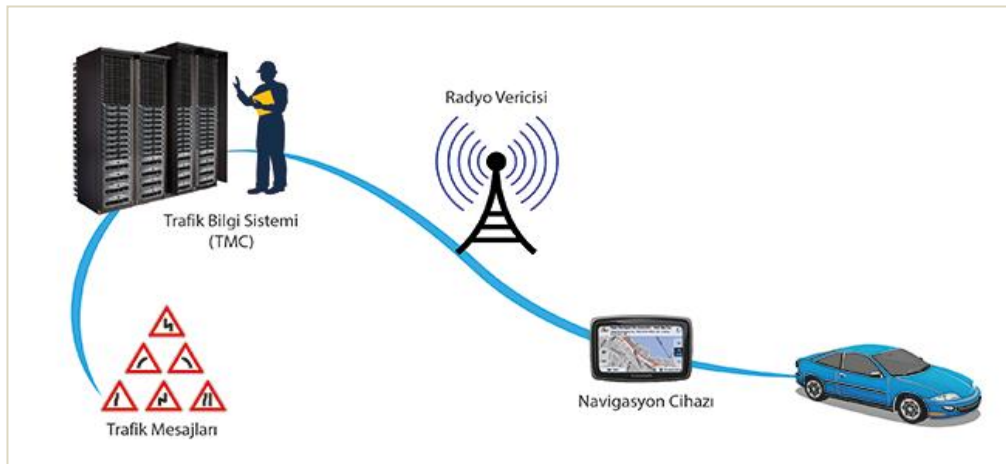 Radyo Vericisi
Trafik Bilgi Sistemi
(TMC)
Navigasyon Cihazı
Trafik Mesajları